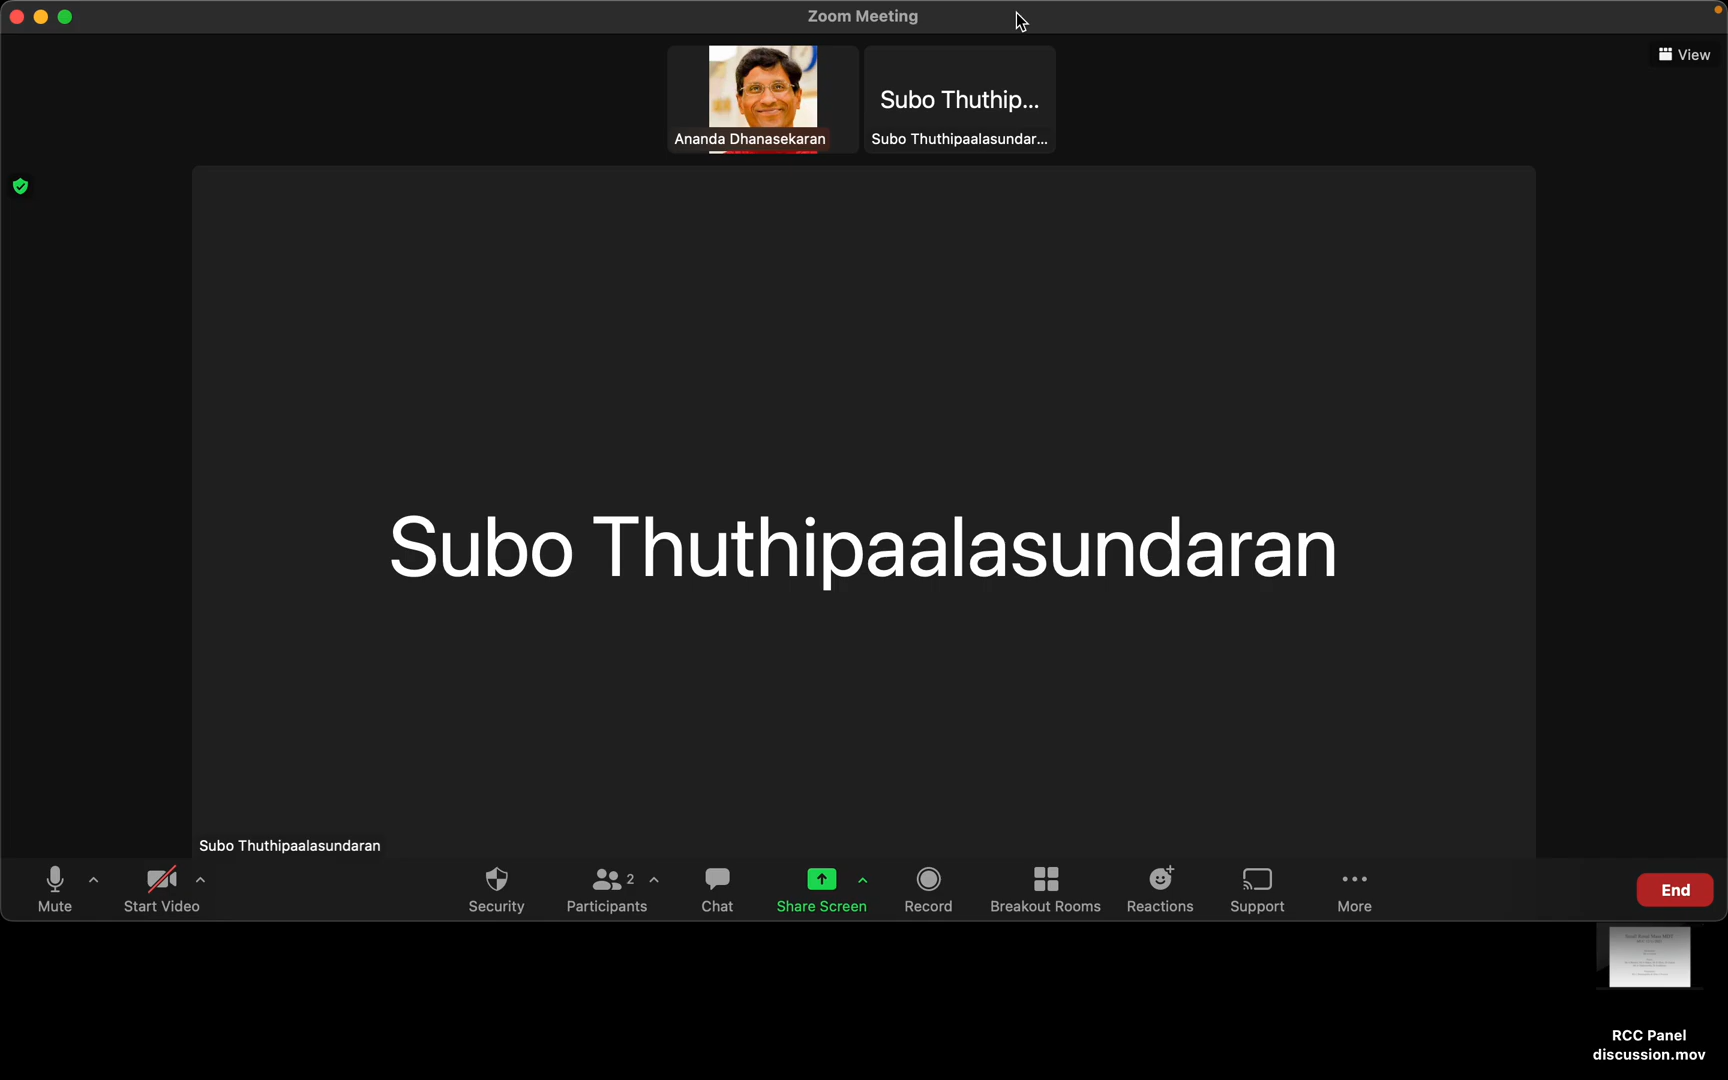 Zoom Meeting
View
Subo Thuthip...
Ananda Dhanasekaran
Subo Thuthipaalasundar...
Subo Thuthipaalasundaran
Subo Thuthipaalasundaran
Mute
Start Video
Security
2
Participants
Chat
Share Screen
Record
Breakout Rooms
Reactions
Support
More
End
RCC Panel
discussion.mov